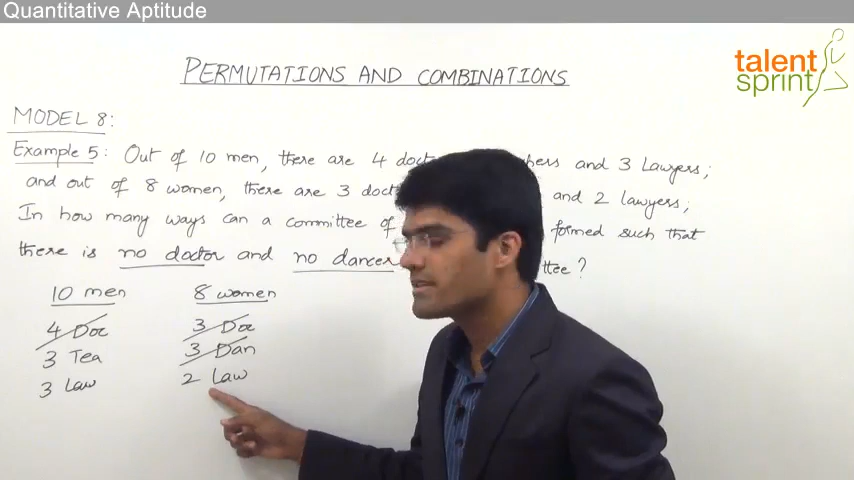 Quantitative Aptitude
talent
sprint
PERMUTATIONS AND COMBINATIONS
MODEL 8:
Example 5: Out of 10 men, there are 4 and 3 Lawyers;
and out of 8 women, there are 3 and 2 lawyers;
In how many ways can a committee of formed such that
there is no doctor and no dancer ?
10 men 8 women
4 Doc 3 Doc
3 Tea 3 Dan
3 Law 2 Law